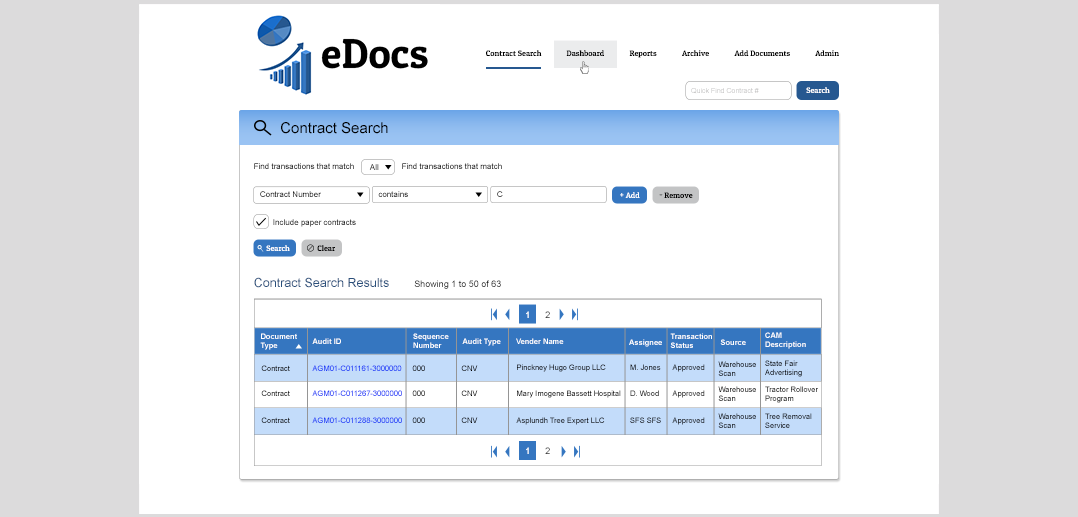 eDocs
Contract Search Dashboard Reports Archive Add Documents Admin
Quick Find Contract # Search
Contract Search
Find transactions that match All Find transactions that match
Contract Number contains C + Add - Remove
Include paper contracts
Search Clear
Contract Search Results Showing 1 to 50 of 63
1 2
Document Type Audit ID Sequence Number Audit Type Vender Name Assignee Transaction Status Source CAM Description
Contract AGM01-C011161-3000000 000 CNV Pinckney Hugo Group LLC M. Jones Approved Warehouse Scan State Fair Advertising
Contract AGM01-C011267-3000000 000 CNV Mary Imogene Bassett Hospital D. Wood Approved Warehouse Scan Tractor Rollover Program
Contract AGM01-C011288-3000000 000 CNV Asplundh Tree Expert LLC SFS SFS Approved Warehouse Scan Tree Removal Service
1 2